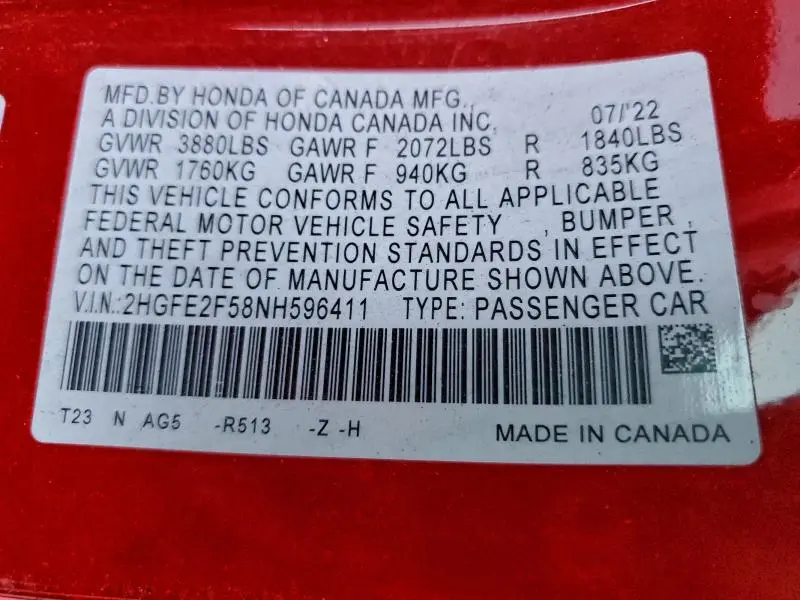 MFD.BY HONDA OF CANADA MFG.,
A DIVISION OF HONDA CANADA INC, 07/'22
GVWR 3880LBS GAWR F 2072LBS R 1840LBS
GVWR 1760KG GAWR F 940KG R 835KG
THIS VEHICLE CONFORMS TO ALL APPLICABLE
FEDERAL MOTOR VEHICLE SAFETY , BUMPER ,
AND THEFT PREVENTION STANDARDS IN EFFECT
ON THE DATE OF MANUFACTURE SHOWN ABOVE.
V.I.N.:2HGFE2F58NH596411 TYPE: PASSENGER CAR
T23 N AG5 -R513 -Z -H MADE IN CANADA